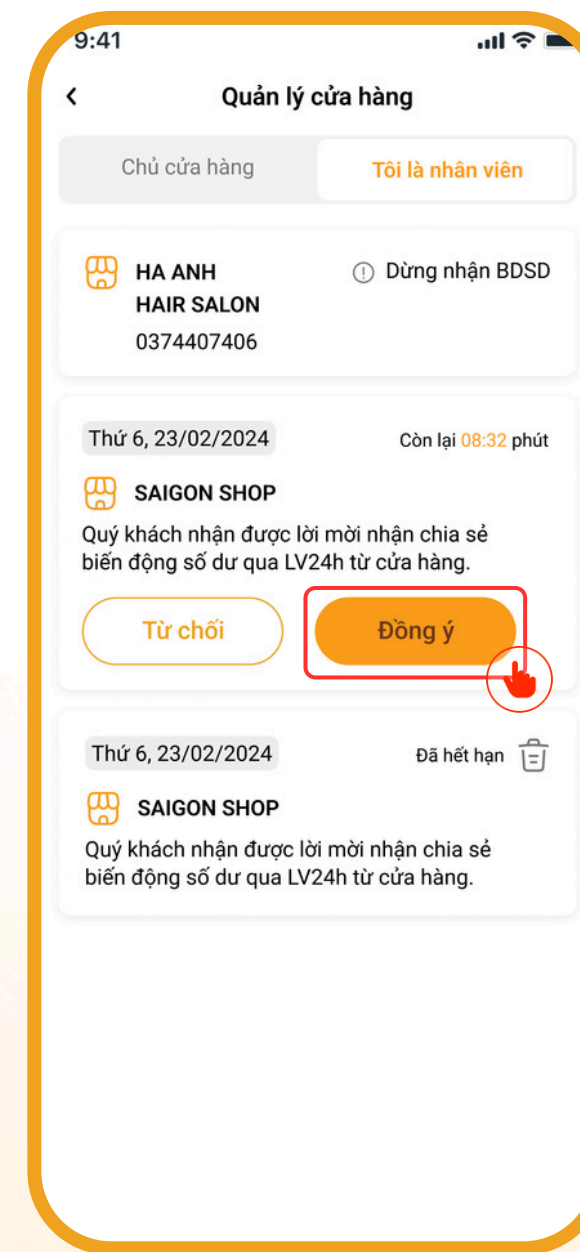 9:41
Quản lý cửa hàng
Chủ cửa hàng
Tôi là nhân viên
HA ANH
HAIR SALON
0374407406
Dừng nhận BDSD
Thứ 6, 23/02/2024
Còn lại 08:32 phút
SAIGON SHOP
Quý khách nhận được lời mời nhận chia sẻ
biến động số dư qua LV24h từ cửa hàng.
Từ chối
Đồng ý
Thứ 6, 23/02/2024
Đã hết hạn
SAIGON SHOP
Quý khách nhận được lời mời nhận chia sẻ
biến động số dư qua LV24h từ cửa hàng.